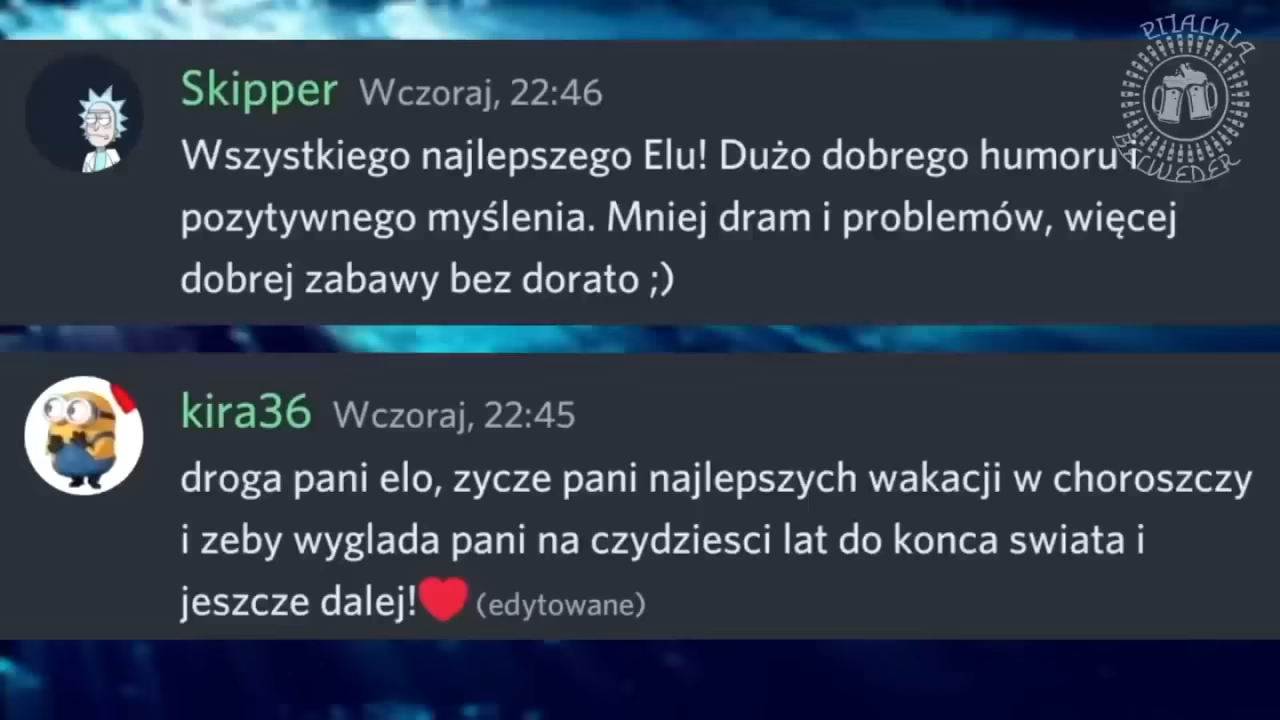 PIJALNIA
BELWEDER
Skipper Wczoraj, 22:46
Wszystkiego najlepszego Elu! Dużo dobrego humoru i
pozytywnego myślenia. Mniej dram i problemów, więcej
dobrej zabawy bez dorato ;)
kira36 Wczoraj, 22:45
droga pani elo, zycze pani najlepszych wakacji w choroszczy
i zeby wyglada pani na czydziesci lat do konca swiata i
jeszcze dalej!❤ (edytowane)